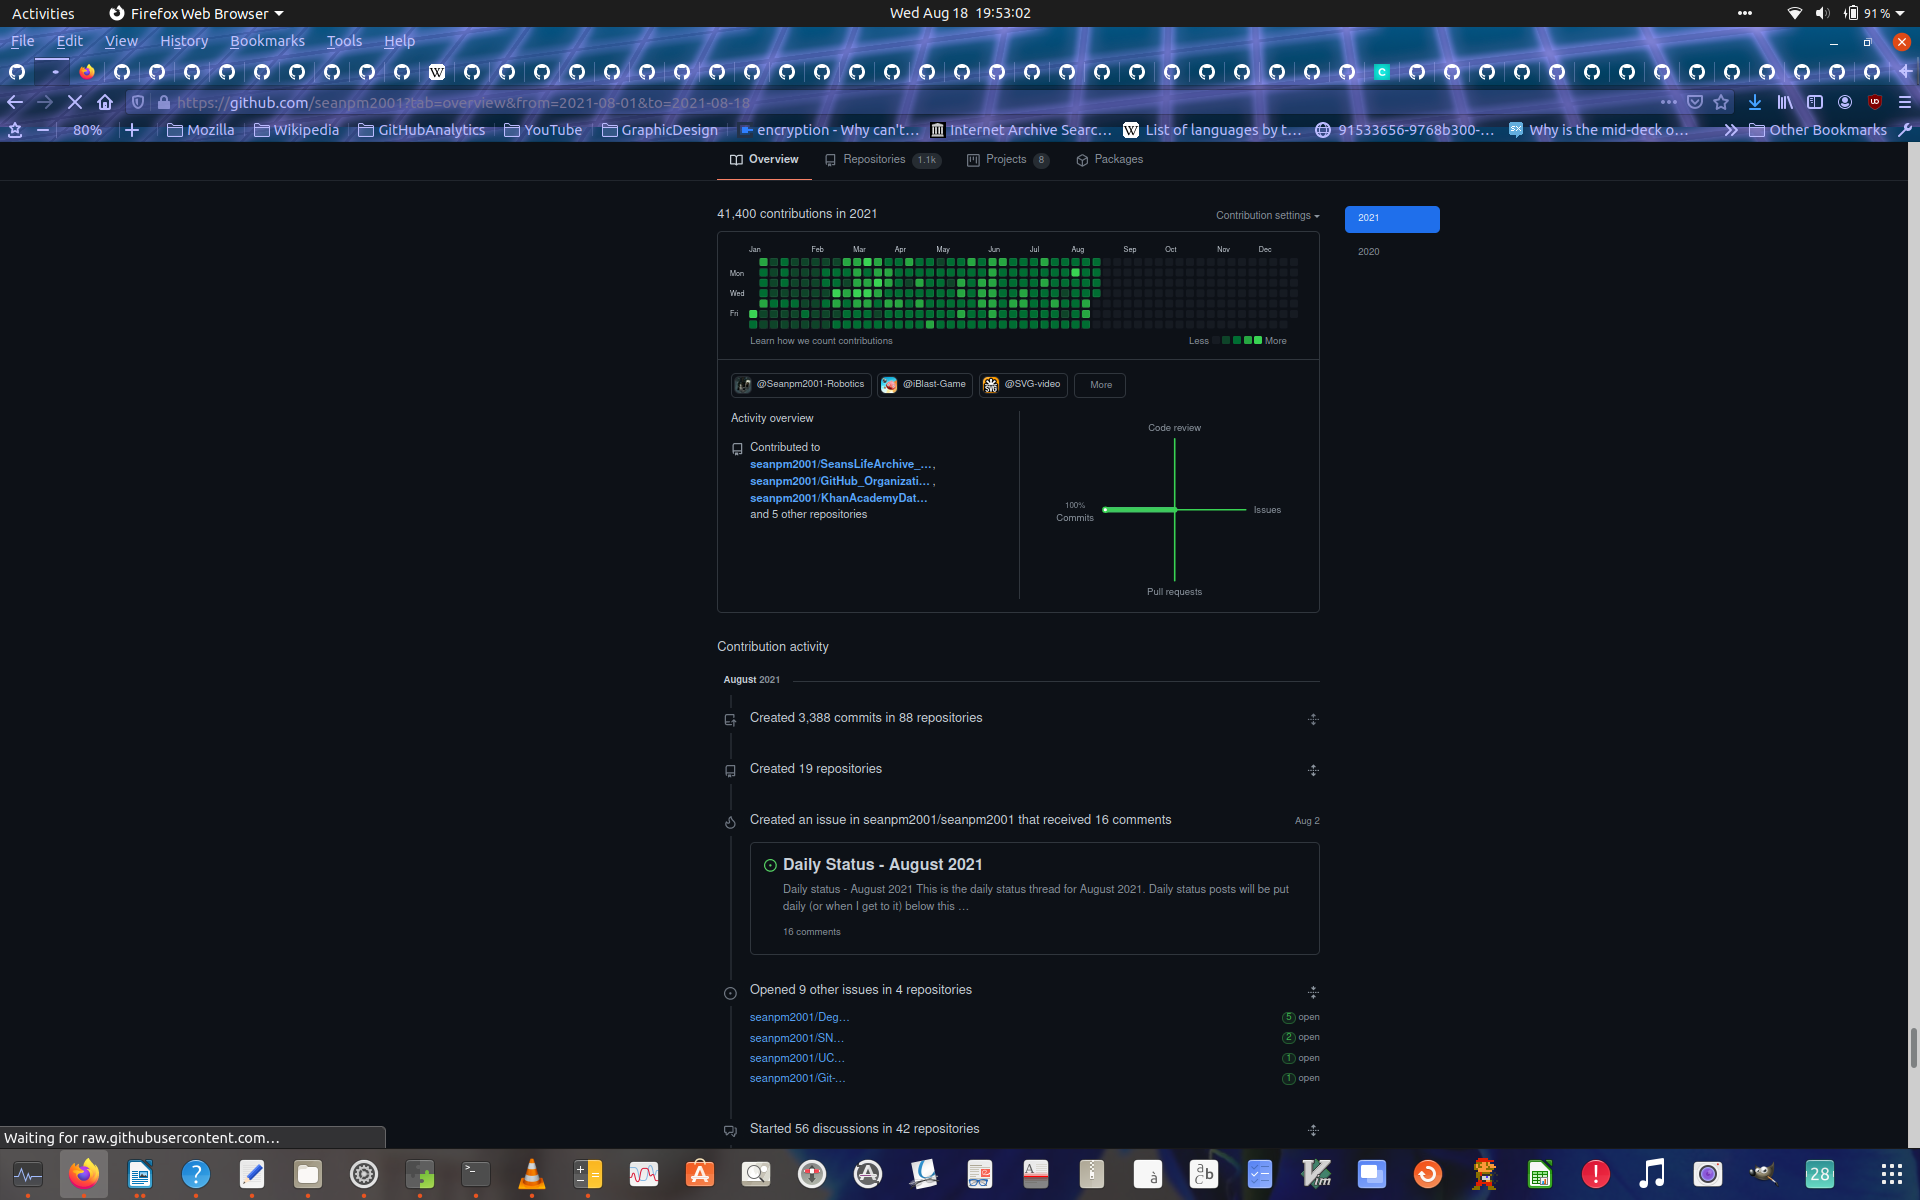 Activities
Firefox Web Browser
Wed Aug 18 19:53:02
91 %
File Edit View History Bookmarks Tools Help
https://github.com/seanpm2001?tab=overview&from=2021-08-01&to=2021-08-18
80%
Mozilla
Wikipedia
GitHubAnalytics
YouTube
GraphicDesign
encryption - Why can't...
Internet Archive Searc...
List of languages by t...
91533656-9768b300-...
Why is the mid-deck o...
Other Bookmarks
Overview
Repositories 1.1k
Projects 8
Packages
41,400 contributions in 2021
Contribution settings
2021
2020
Jan Feb Mar Apr May Jun Jul Aug Sep Oct Nov Dec
Mon
Wed
Fri
Learn how we count contributions
Less
More
@Seanpm2001-Robotics
@iBlast-Game
@SVG-video
More
Activity overview
Contributed to
seanpm2001/SeansLifeArchive_...,
seanpm2001/GitHub_Organizati... ,
seanpm2001/KhanAcademyDat...
and 5 other repositories
Code review
100%
Commits
Issues
Pull requests
Contribution activity
August 2021
Created 3,388 commits in 88 repositories
Created 19 repositories
Created an issue in seanpm2001/seanpm2001 that received 16 comments
Aug 2
Daily Status - August 2021
Daily status - August 2021 This is the daily status thread for August 2021. Daily status posts will be put
daily (or when I get to it) below this …
16 comments
Opened 9 other issues in 4 repositories
seanpm2001/Deg...
5 open
seanpm2001/SN...
2 open
seanpm2001/UC...
1 open
seanpm2001/Git-...
1 open
Started 56 discussions in 42 repositories
Waiting for raw.githubusercontent.com…
28